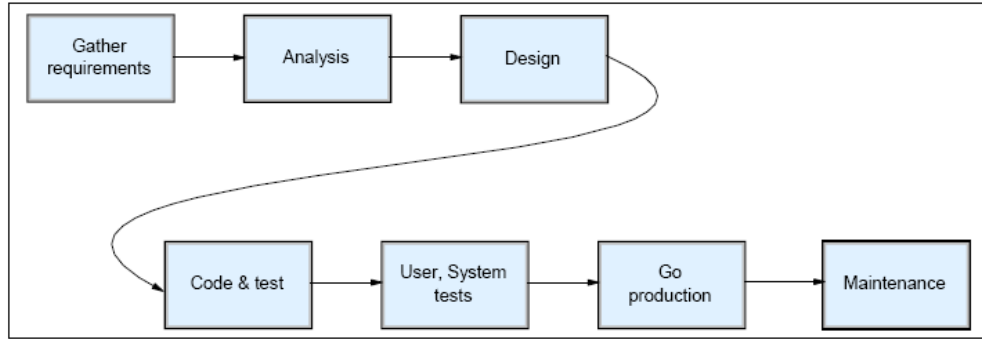 Gather
requirements
Analysis
Design
Code & test
User, System
tests
Go
production
Maintenance